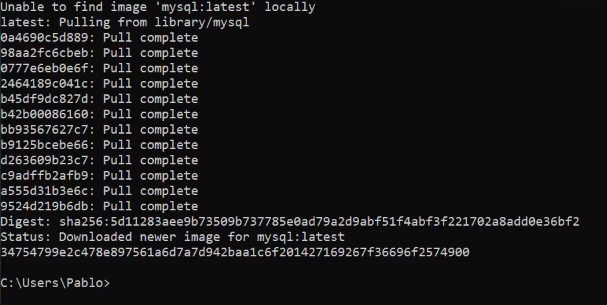 Unable to find image 'mysql:latest' locally
latest: Pulling from library/mysql
0a4690c5d889: Pull complete
98aa2fc6cbeb: Pull complete
0777e6eb0e6f: Pull complete
2464189c041c: Pull complete
b45df9dc827d: Pull complete
b42b00086160: Pull complete
bb93567627c7: Pull complete
b9125bcebe66: Pull complete
d263609b23c7: Pull complete
c9adffb2afb9: Pull complete
a555d31b3e6c: Pull complete
9524d219b6db: Pull complete
Digest: sha256:5d11283aee9b73509b737785e0ad79a2d9abf51f4abf3f221702a8add0e36bf2
Status: Downloaded newer image for mysql:latest
34754799e2c478e897561a6d7a7d942baa1c6f201427169267f36696f2574900
C:\Users\Pablo>